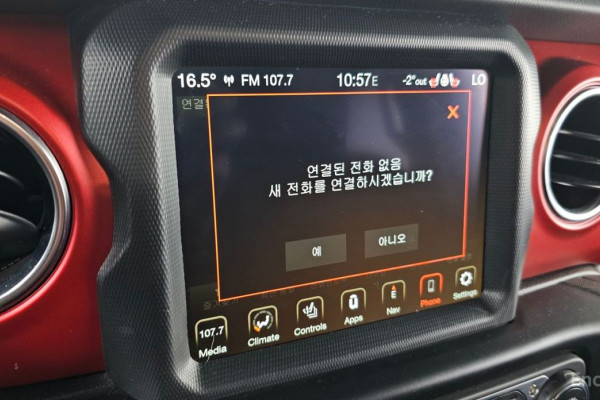 16.5° FM 107.7 10:57E -2°out LO
연결
X
연결된 전화 없음
새 전화를 연결하시겠습니까?
예 아니오
107.7 E
Media Climate Controls Apps Nav Phone Settings